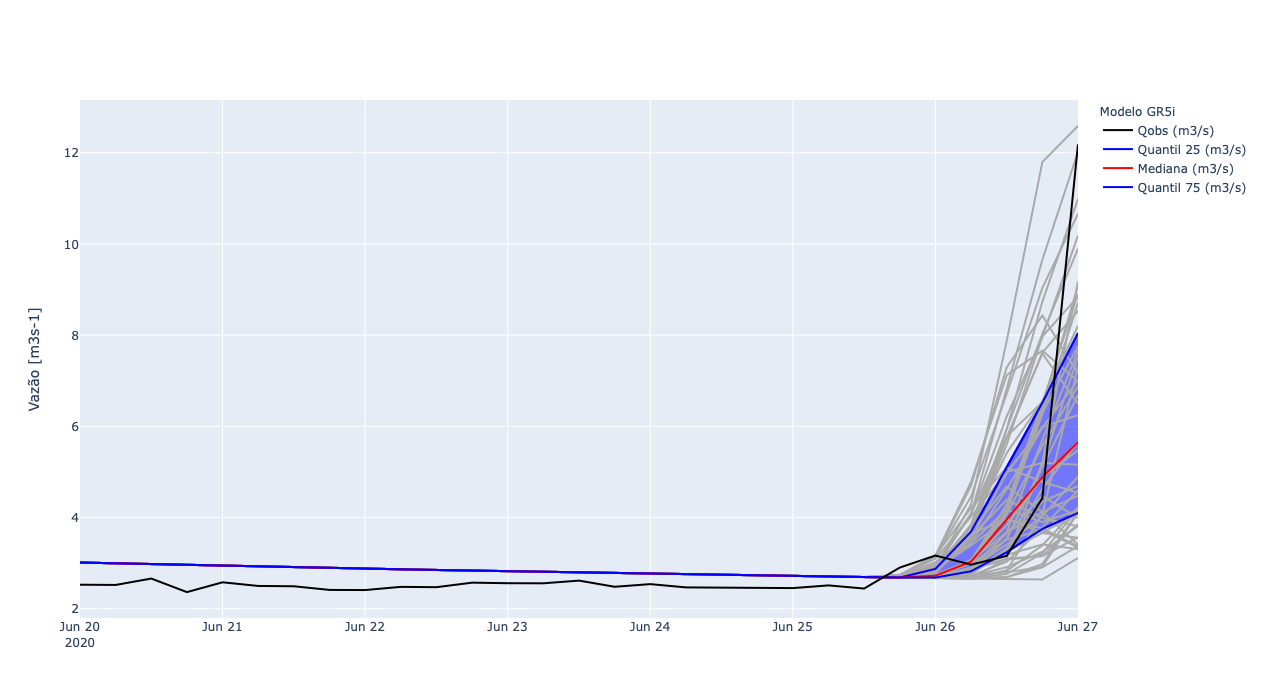 Modelo GR5i
Qobs (m3/s)
Quantil 25 (m3/s)
Mediana (m3/s)
Quantil 75 (m3/s)
Vazão [m3s-1]
12
10
8
6
4
2
Jun 20
2020
Jun 21
Jun 22
Jun 23
Jun 24
Jun 25
Jun 26
Jun 27